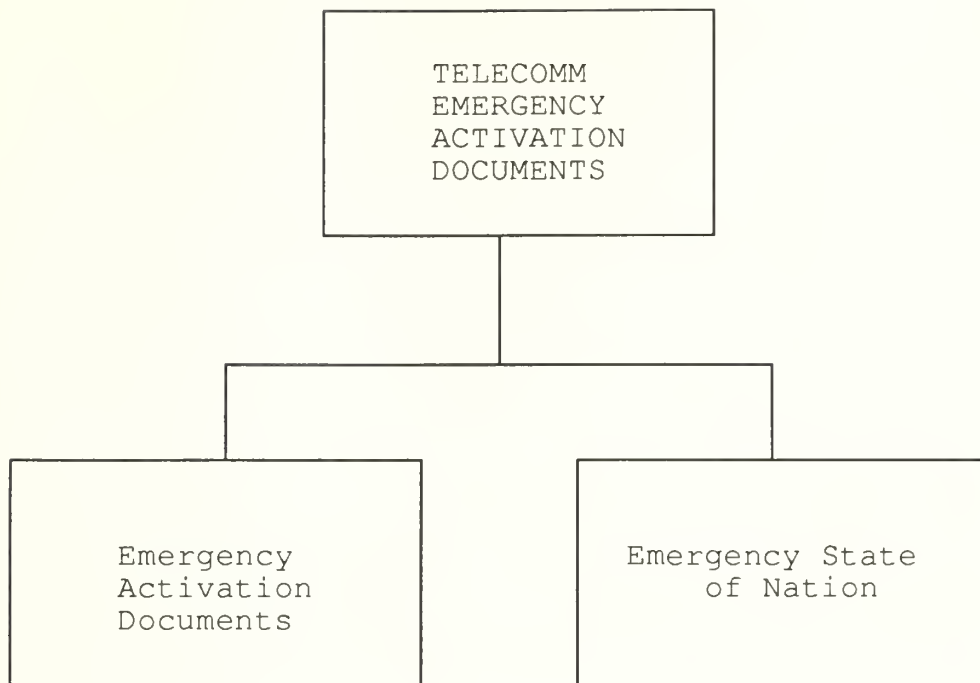 TELECOMM
EMERGENCY
ACTIVATION
DOCUMENTS
Emergency
Activation
Documents
Emergency State
of Nation